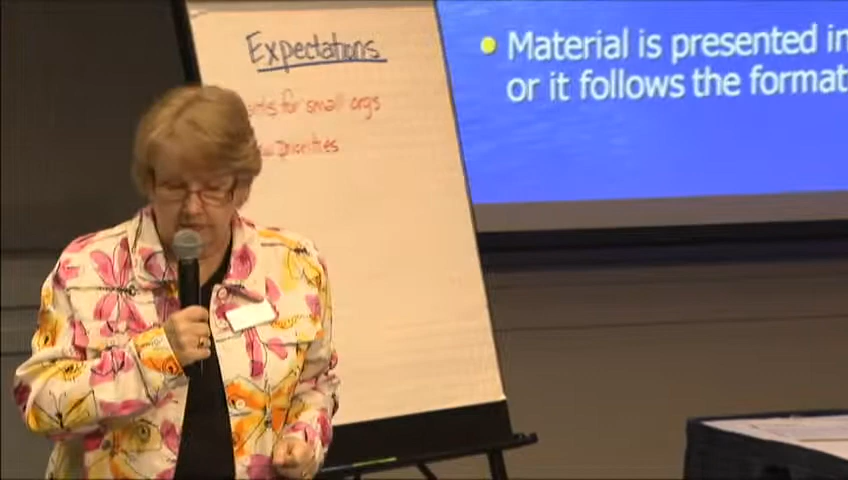 Expectations
for small orgs
Priorities
Material is presented in
or it follows the format